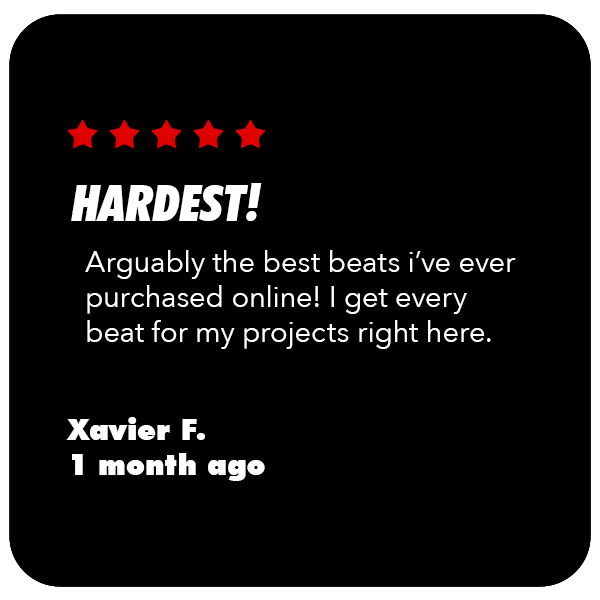 HARDEST!
Arguably the best beats i've ever
purchased online! I get every
beat for my projects right here.
Xavier F.
1 month ago